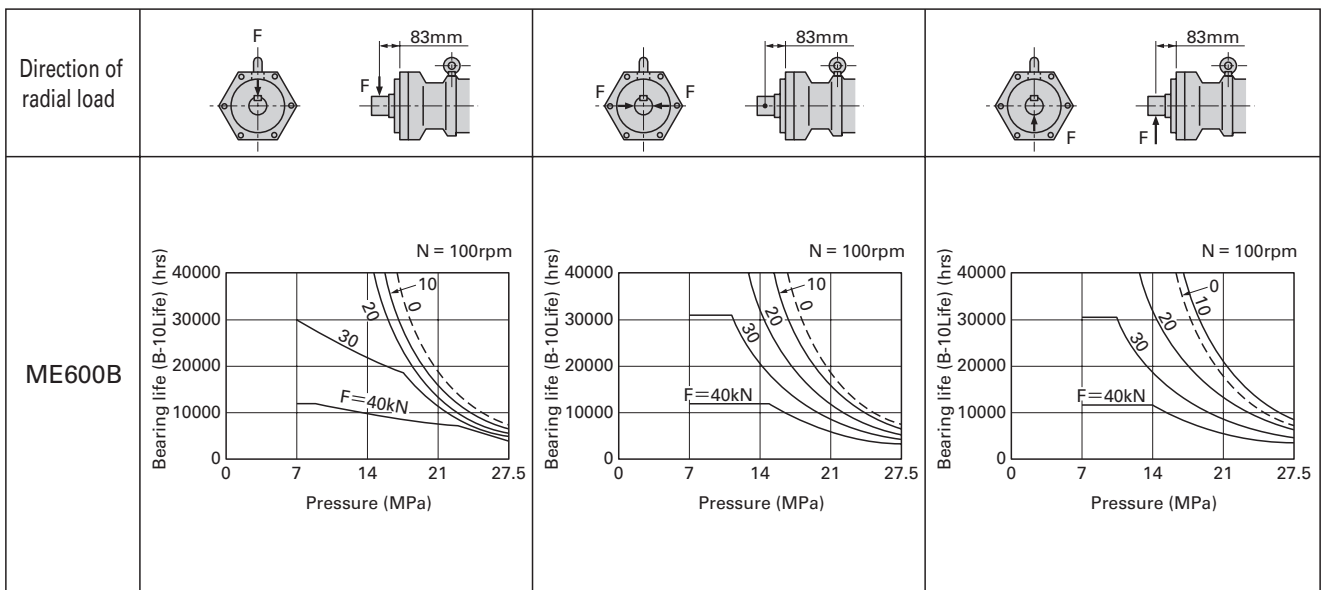 Direction of
radial load
F
83mm
F
F
F
83mm
F
83mm
F
ME600B
N = 100rpm
Bearing life (B-10Life) (hrs)
40000
30000
20000
10000
0
0
7
14
21
27.5
Pressure (MPa)
10
0
20
30
F=40kN
N = 100rpm
Bearing life (B-10Life) (hrs)
40000
30000
20000
10000
0
0
7
14
21
27.5
Pressure (MPa)
10
0
20
30
F=40kN
N = 100rpm
Bearing life (B-10Life) (hrs)
40000
30000
20000
10000
0
0
7
14
21
27.5
Pressure (MPa)
0
10
20
30
F=40kN